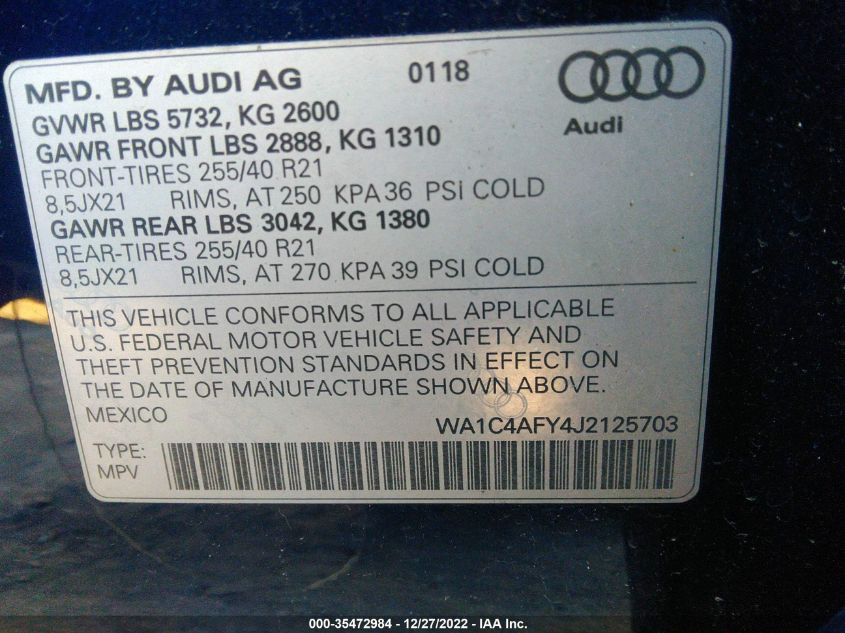 MFD. BY AUDI AG 0118
Audi
GVWR LBS 5732, KG 2600
GAWR FRONT LBS 2888, KG 1310
FRONT-TIRES 255/40 R21
8,5JX21 RIMS, AT 250 KPA 36 PSI COLD
GAWR REAR LBS 3042, KG 1380
REAR-TIRES 255/40 R21
8,5JX21 RIMS, AT 270 KPA 39 PSI COLD
THIS VEHICLE CONFORMS TO ALL APPLICABLE
U.S. FEDERAL MOTOR VEHICLE SAFETY AND
THEFT PREVENTION STANDARDS IN EFFECT ON
THE DATE OF MANUFACTURE SHOWN ABOVE.
MEXICO WA1C4AFY4J2125703
TYPE:
MPV
000-35472984 - 12/27/2022 - IAA Inc.